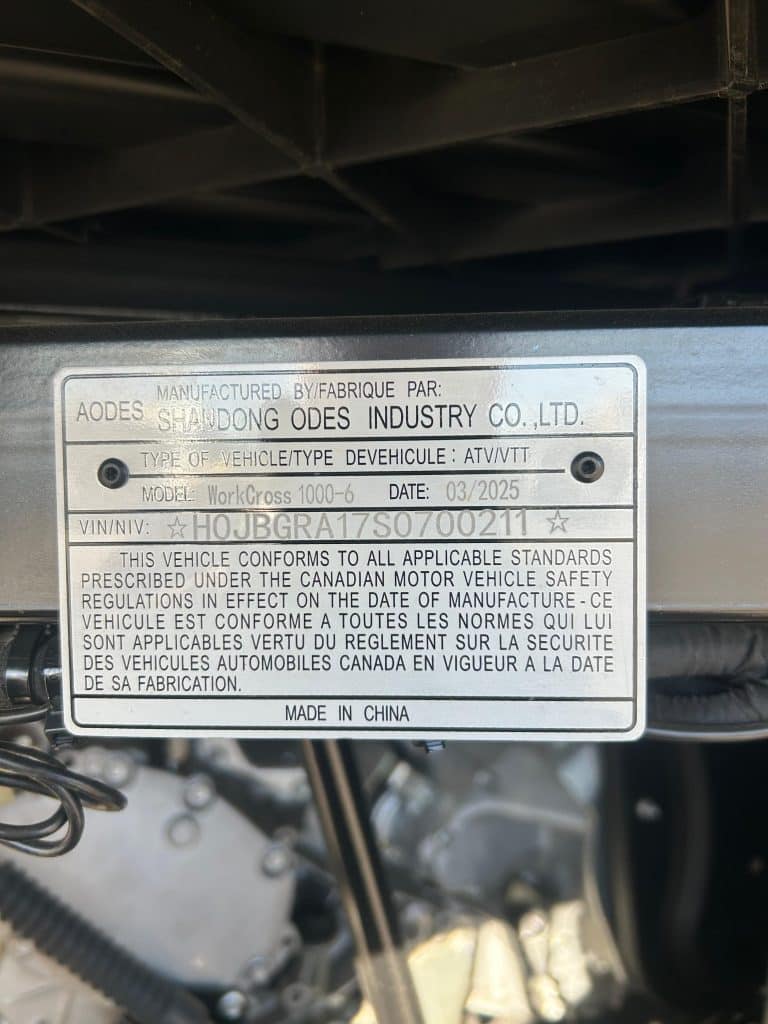 AODES MANUFACTURED BY/FABRIQUE PAR:
SHANDONG ODES INDUSTRY CO.,LTD.
TYPE OF VEHICLE/TYPE DEVEHICULE: ATV/VTT
MODEL: WorkCross 1000-6 DATE: 03/2025
VIN/NIV: ☆H0JBGRA17S0700211☆
THIS VEHICLE CONFORMS TO ALL APPLICABLE STANDARDS
PRESCRIBED UNDER THE CANADIAN MOTOR VEHICLE SAFETY
REGULATIONS IN EFFECT ON THE DATE OF MANUFACTURE - CE
VEHICULE EST CONFORME A TOUTES LES NORMES QUI LUI
SONT APPLICABLES VERTU DU REGLEMENT SUR LA SECURITE
DES VEHICULES AUTOMOBILES CANADA EN VIGUEUR A LA DATE
DE SA FABRICATION.
MADE IN CHINA